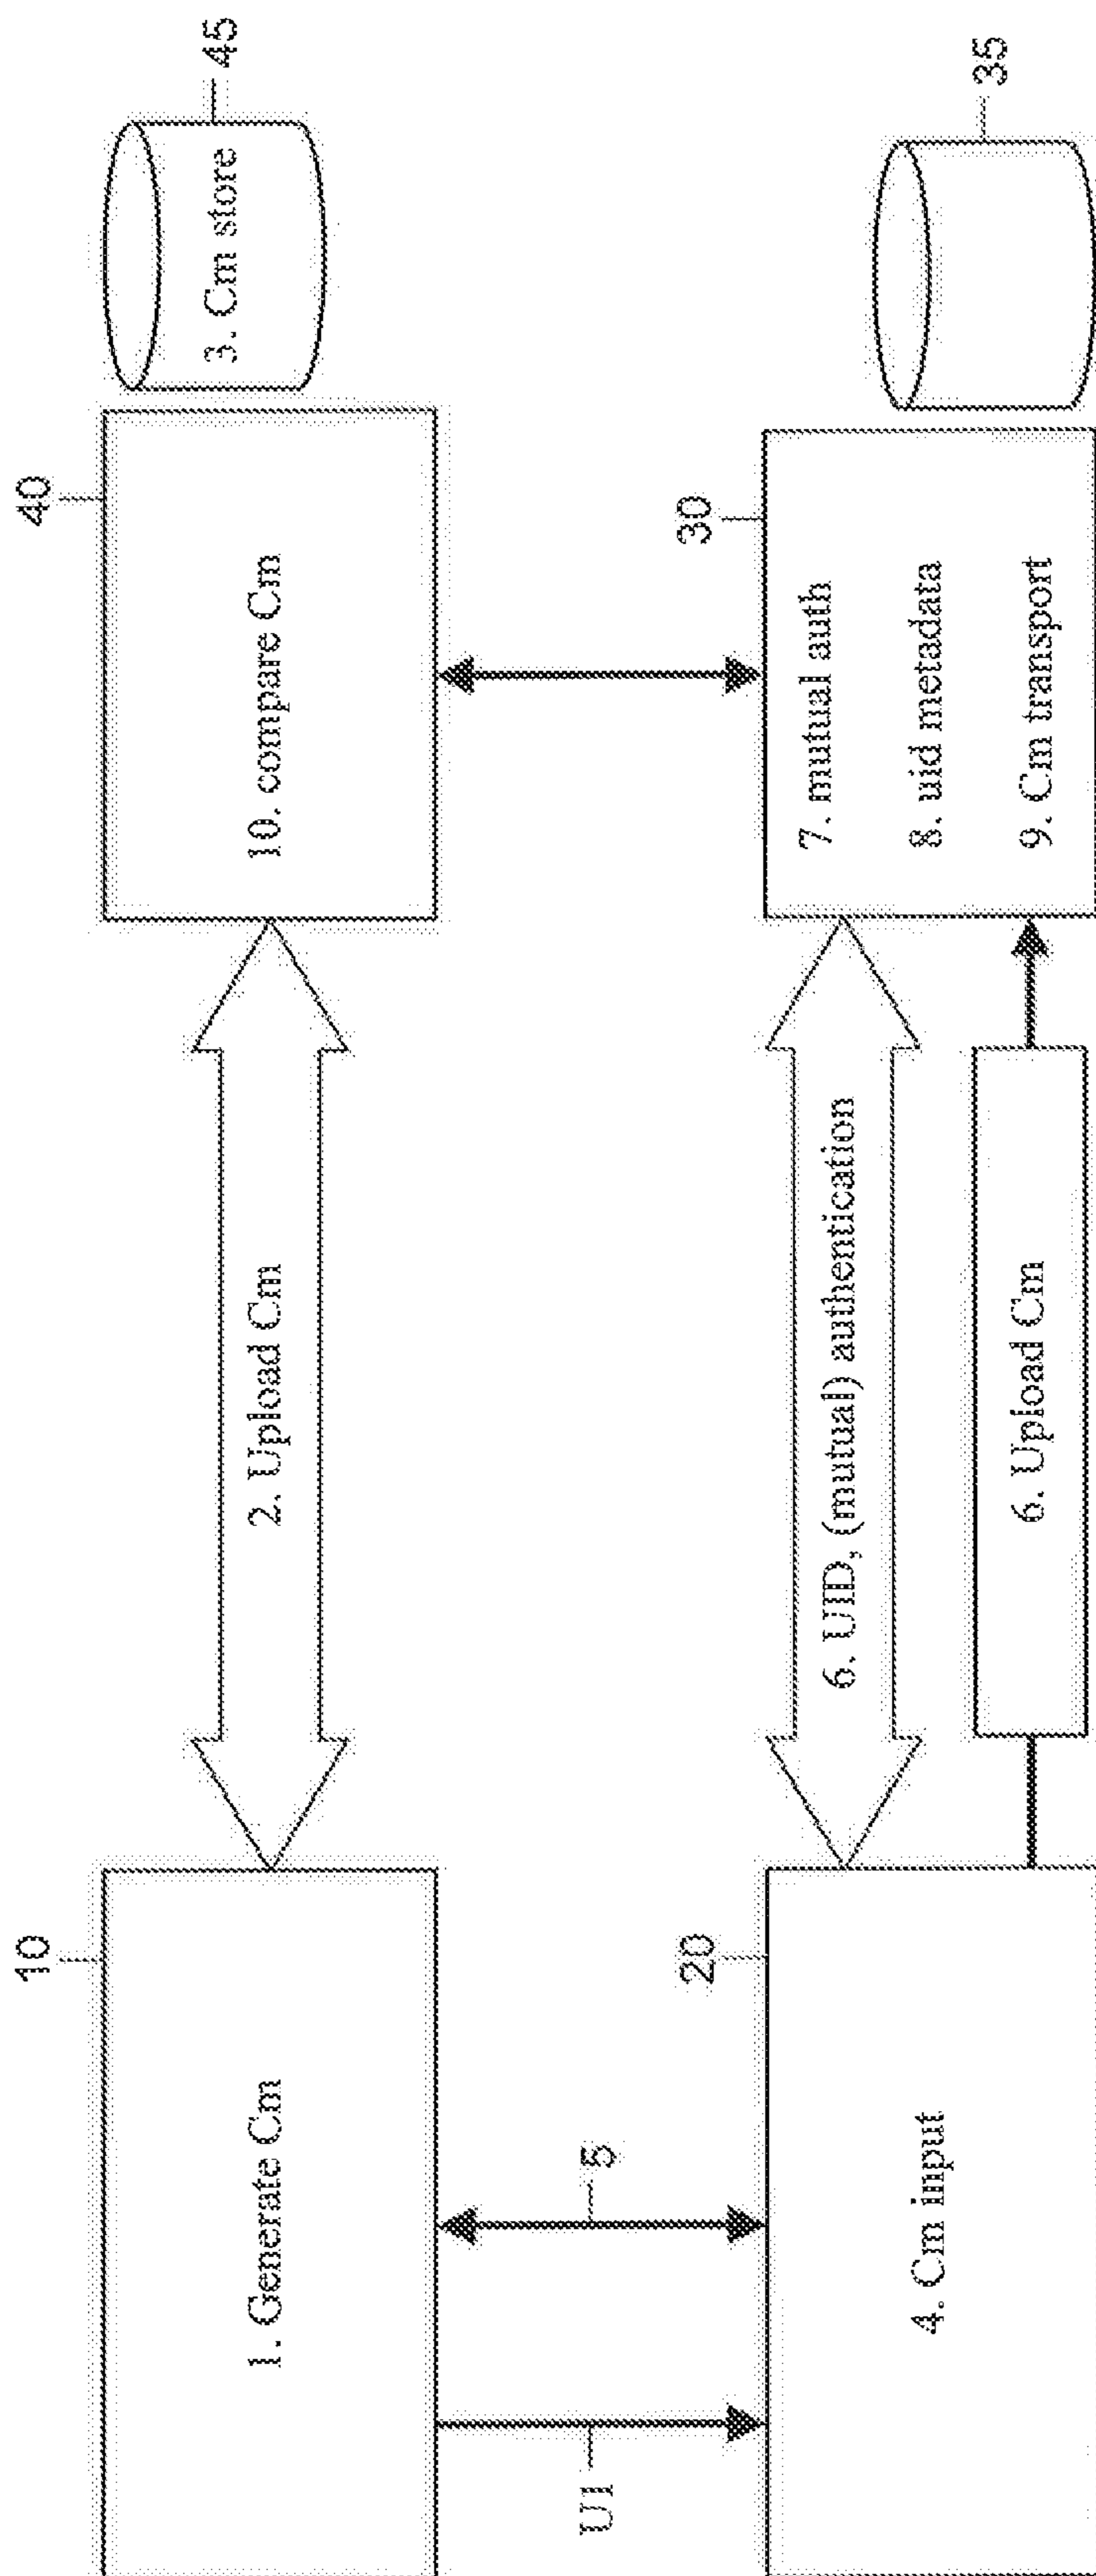 10
1. Generate Cm
2. Upload Cm
40
10. compare Cm
3. Cm store
45
U1
5
20
4. Cm input
6. UID, (mutual) authentication
6. Upload Cm
30
7. mutual auth
8. uid metadata
9. Cm transport
35